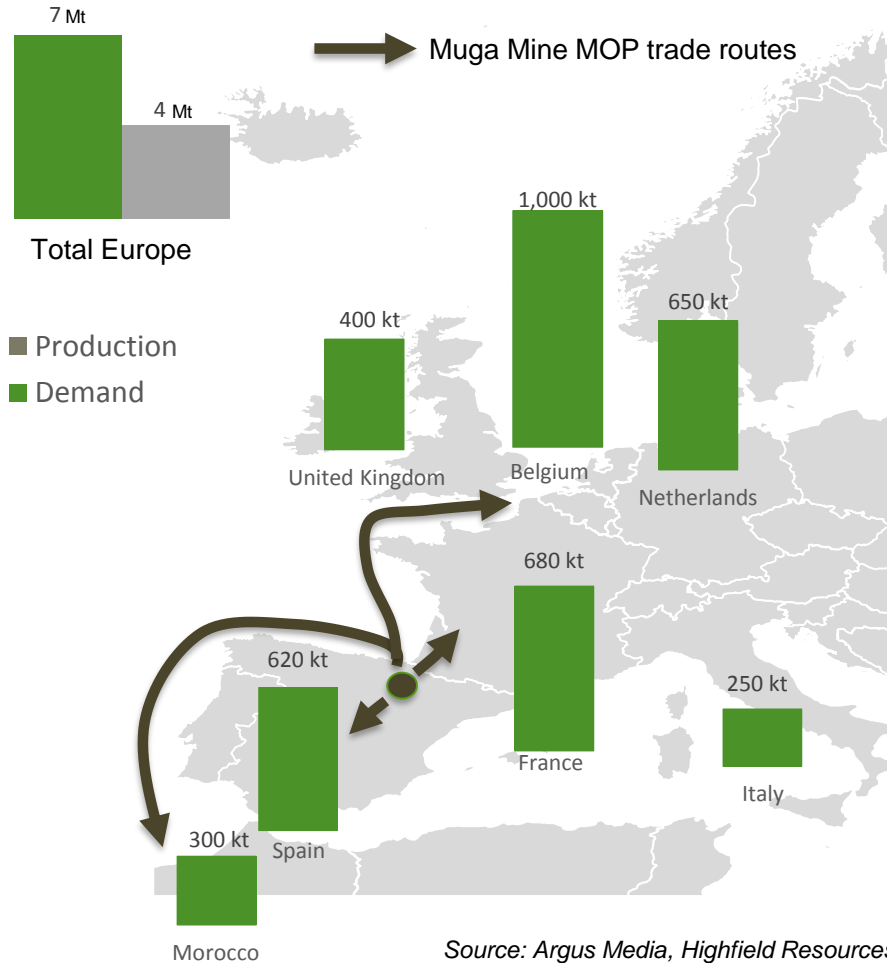 7 Mt
4 Mt
Total Europe
Muga Mine MOP trade routes
Production
Demand
1,000 kt
Belgium
650 kt
Netherlands
400 kt
United Kingdom
680 kt
France
620 kt
Spain
250 kt
Italy
300 kt
Morocco
Source: Argus Media, Highfield Resources